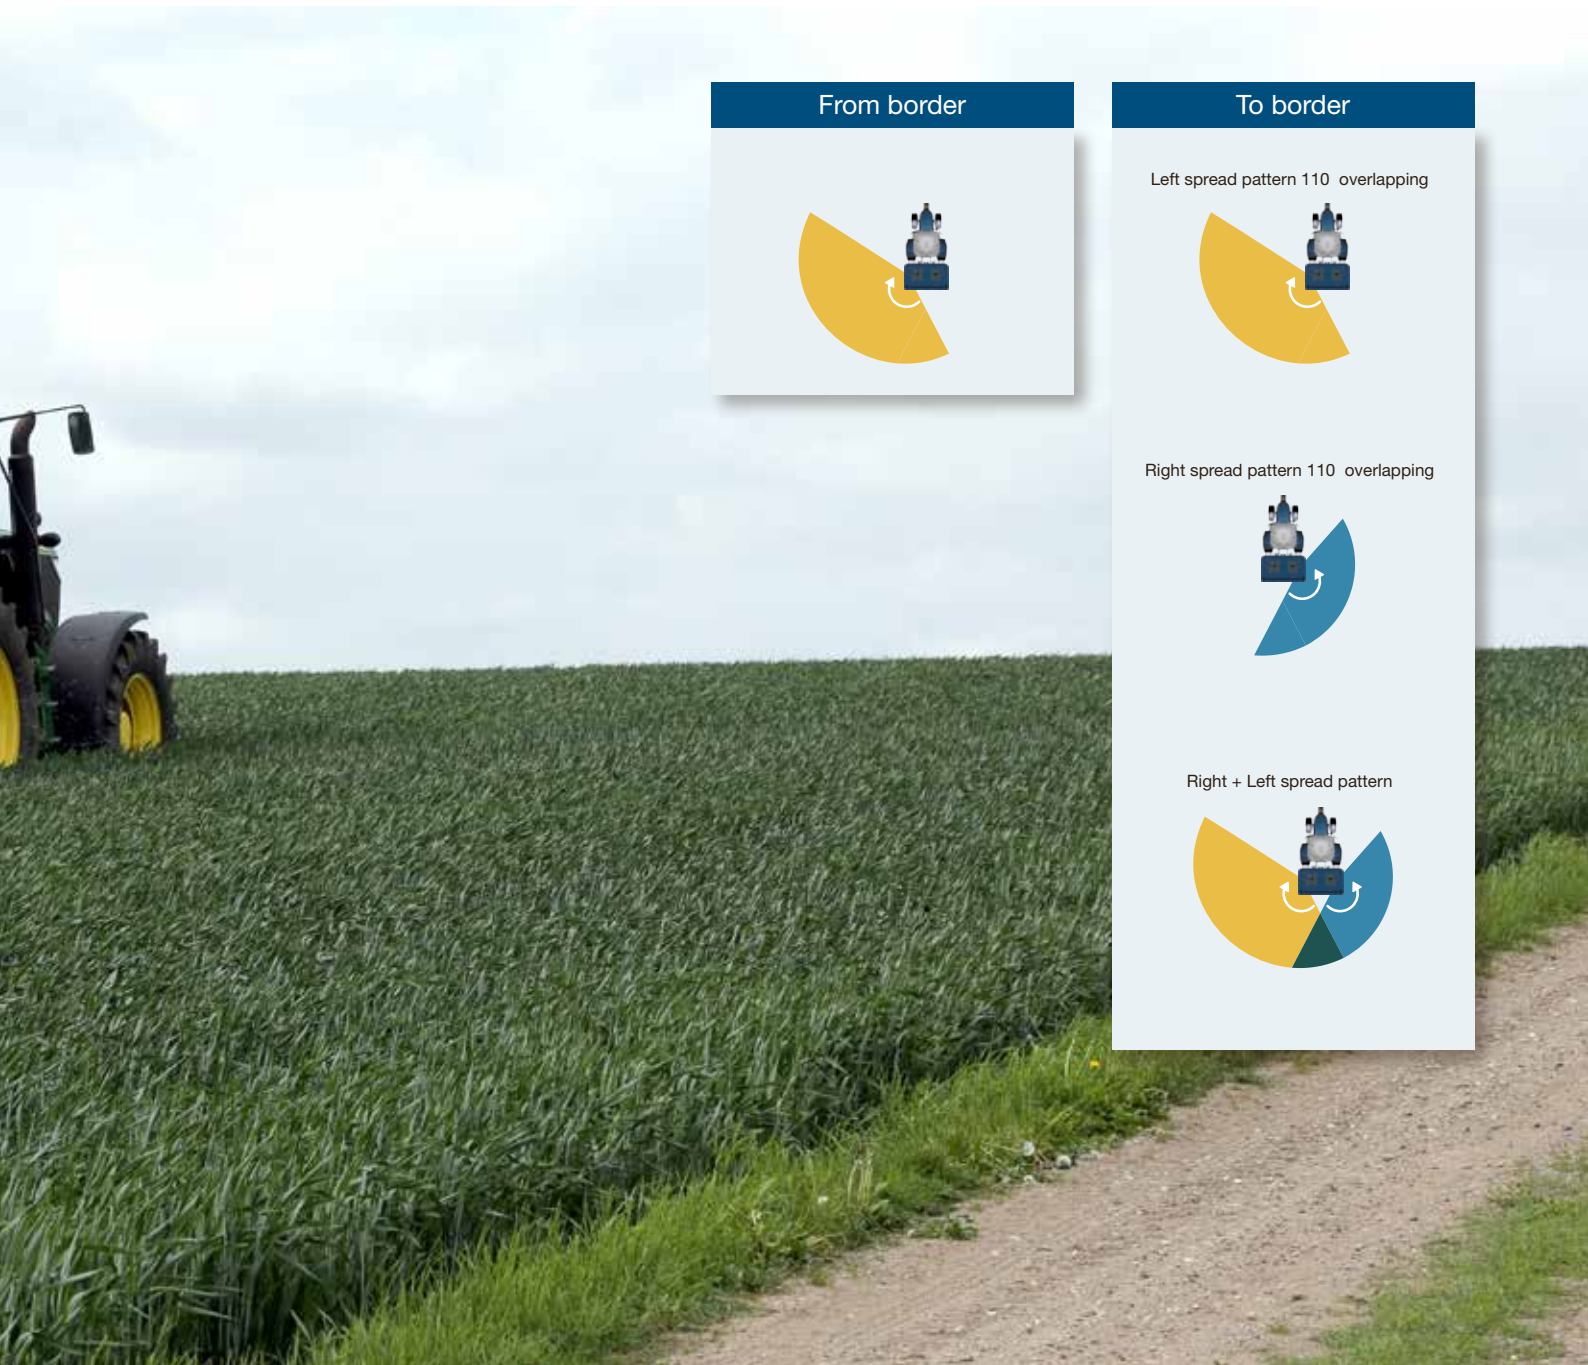 From border
To border
Left spread pattern 110  overlapping
Right spread pattern 110  overlapping
Right + Left spread pattern